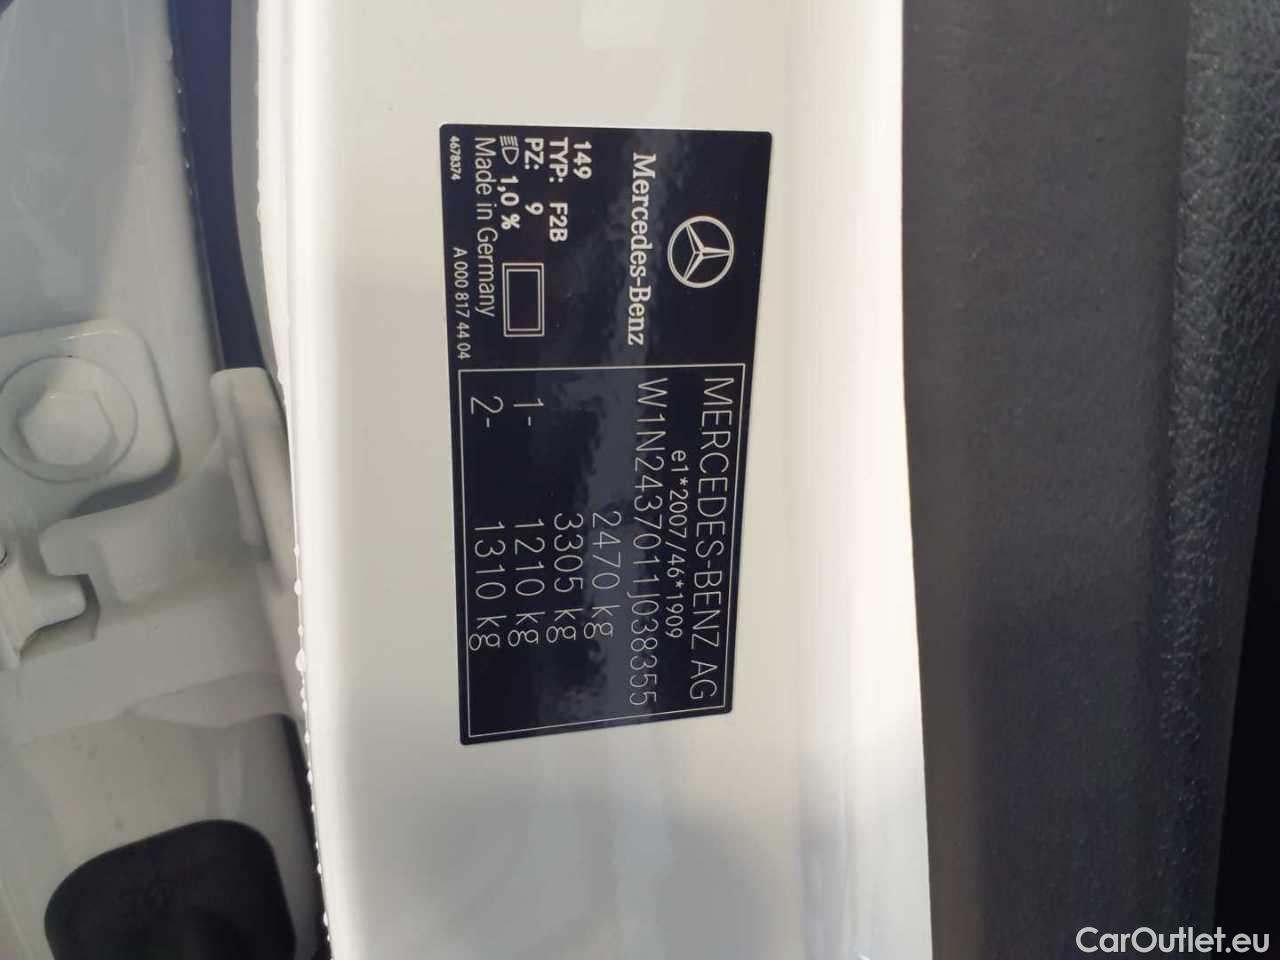 Mercedes-Benz
149
TYP: F2B
PZ: 9
1,0 %
Made in Germany
4678374
A 000 817 44 04
MERCEDES-BENZ AG
e1*2007/46*1909
W1N2437011J038355
2470 kg
3305 kg
1- 1210 kg
2- 1310 kg
CarOutlet.eu